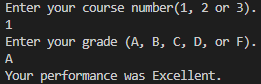 Enter your course number(1, 2 or 3).
1
Enter your grade (A, B, C, D, or F).
A
Your performance was Excellent.